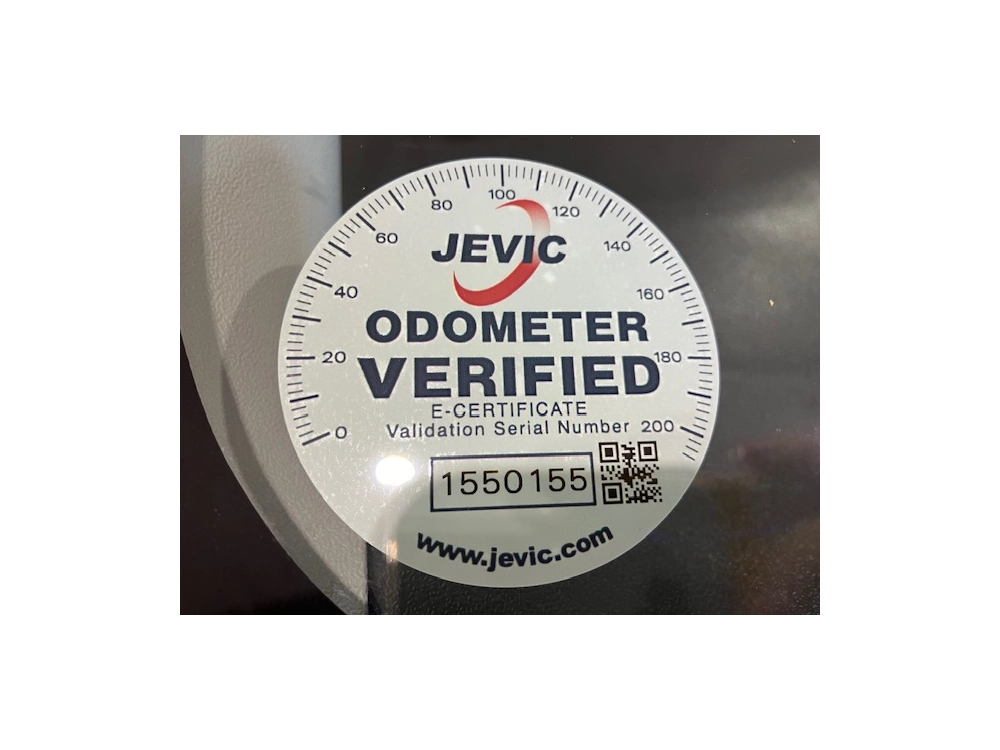 0 20 40 60 80 100 120 140 160 180 200
JEVIC
ODOMETER
VERIFIED
E-CERTIFICATE
Validation Serial Number
1550155
www.jevic.com